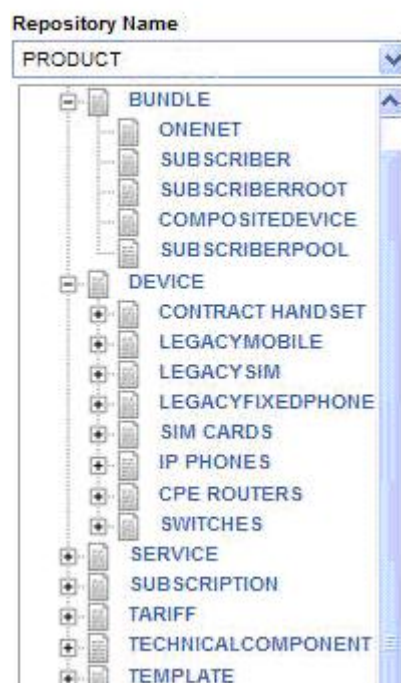 Repository Name
PRODUCT
BUNDLE
ONENET
SUBSCRIBER
SUBSCRIBERROOT
COMPOSITEDEVICE
SUBSCRIBERPOOL
DEVICE
CONTRACT HANDSET
LEGACYMOBILE
LEGACYSIM
LEGACYFIXEDPHONE
SIM CARDS
IP PHONES
CPE ROUTERS
SWITCHES
SERVICE
SUBSCRIPTION
TARIFF
TECHNICALCOMPONENT
TEMPLATE